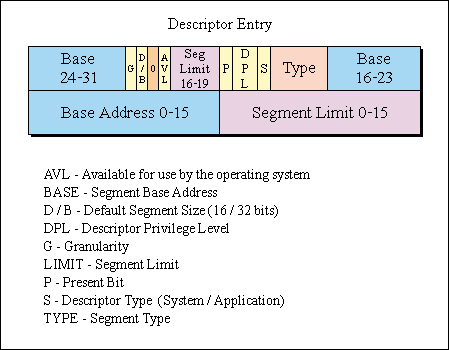 Descriptor Entry
Base 24-31 G D/B 0 AVL Seg Limit 16-19 P DPL S Type Base 16-23
Base Address 0-15 Segment Limit 0-15
AVL - Available for use by the operating system
BASE - Segment Base Address
D / B - Default Segment Size (16 / 32 bits)
DPL - Descriptor Privilege Level
G - Granularity
LIMIT - Segment Limit
P - Present Bit
S - Descriptor Type (System / Application)
TYPE - Segment Type